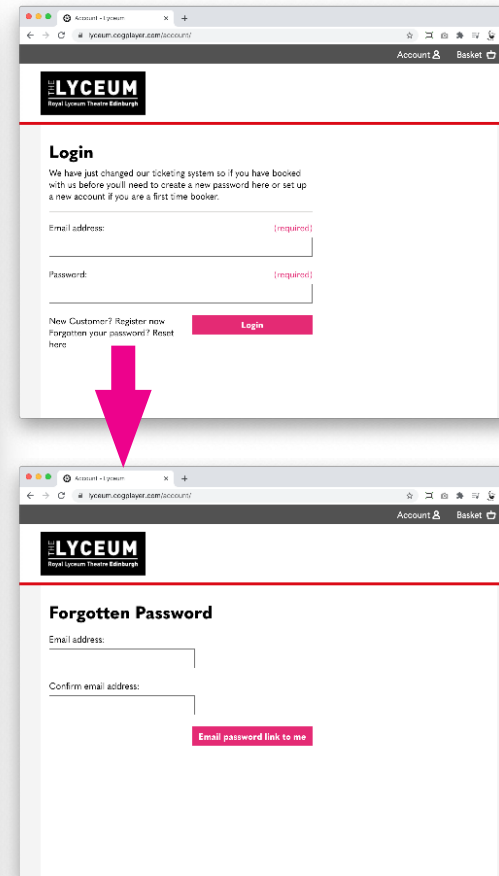 Account - Lyceum
lyceum.cogplayer.com/account/
Account Basket
THE LYCEUM
Royal Lyceum Theatre Edinburgh
Login
We have just changed our ticketing system so if you have booked
with us before youll need to create a new password here or set up
a new account if you are a first time booker.
Email address: (required)
Password: (required)
New Customer? Register now
Forgotten your password? Reset
here
Login
Account - Lyceum
lyceum.cogplayer.com/account/
Account Basket
THE LYCEUM
Royal Lyceum Theatre Edinburgh
Forgotten Password
Email address:
Confirm email address:
Email password link to me